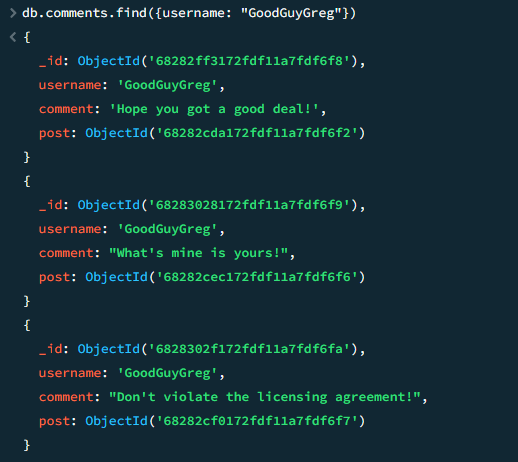 > db.comments.find({username: "GoodGuyGreg"})
< {
_id: ObjectId('68282ff3172fdf11a7fdf6f8'),
username: 'GoodGuyGreg',
comment: 'Hope you got a good deal!',
post: ObjectId('68282cda172fdf11a7fdf6f2')
}
{
_id: ObjectId('68283028172fdf11a7fdf6f9'),
username: 'GoodGuyGreg',
comment: "What's mine is yours!",
post: ObjectId('68282cec172fdf11a7fdf6f6')
}
{
_id: ObjectId('6828302f172fdf11a7fdf6fa'),
username: 'GoodGuyGreg',
comment: "Don't violate the licensing agreement!",
post: ObjectId('68282cf0172fdf11a7fdf6f7')
}